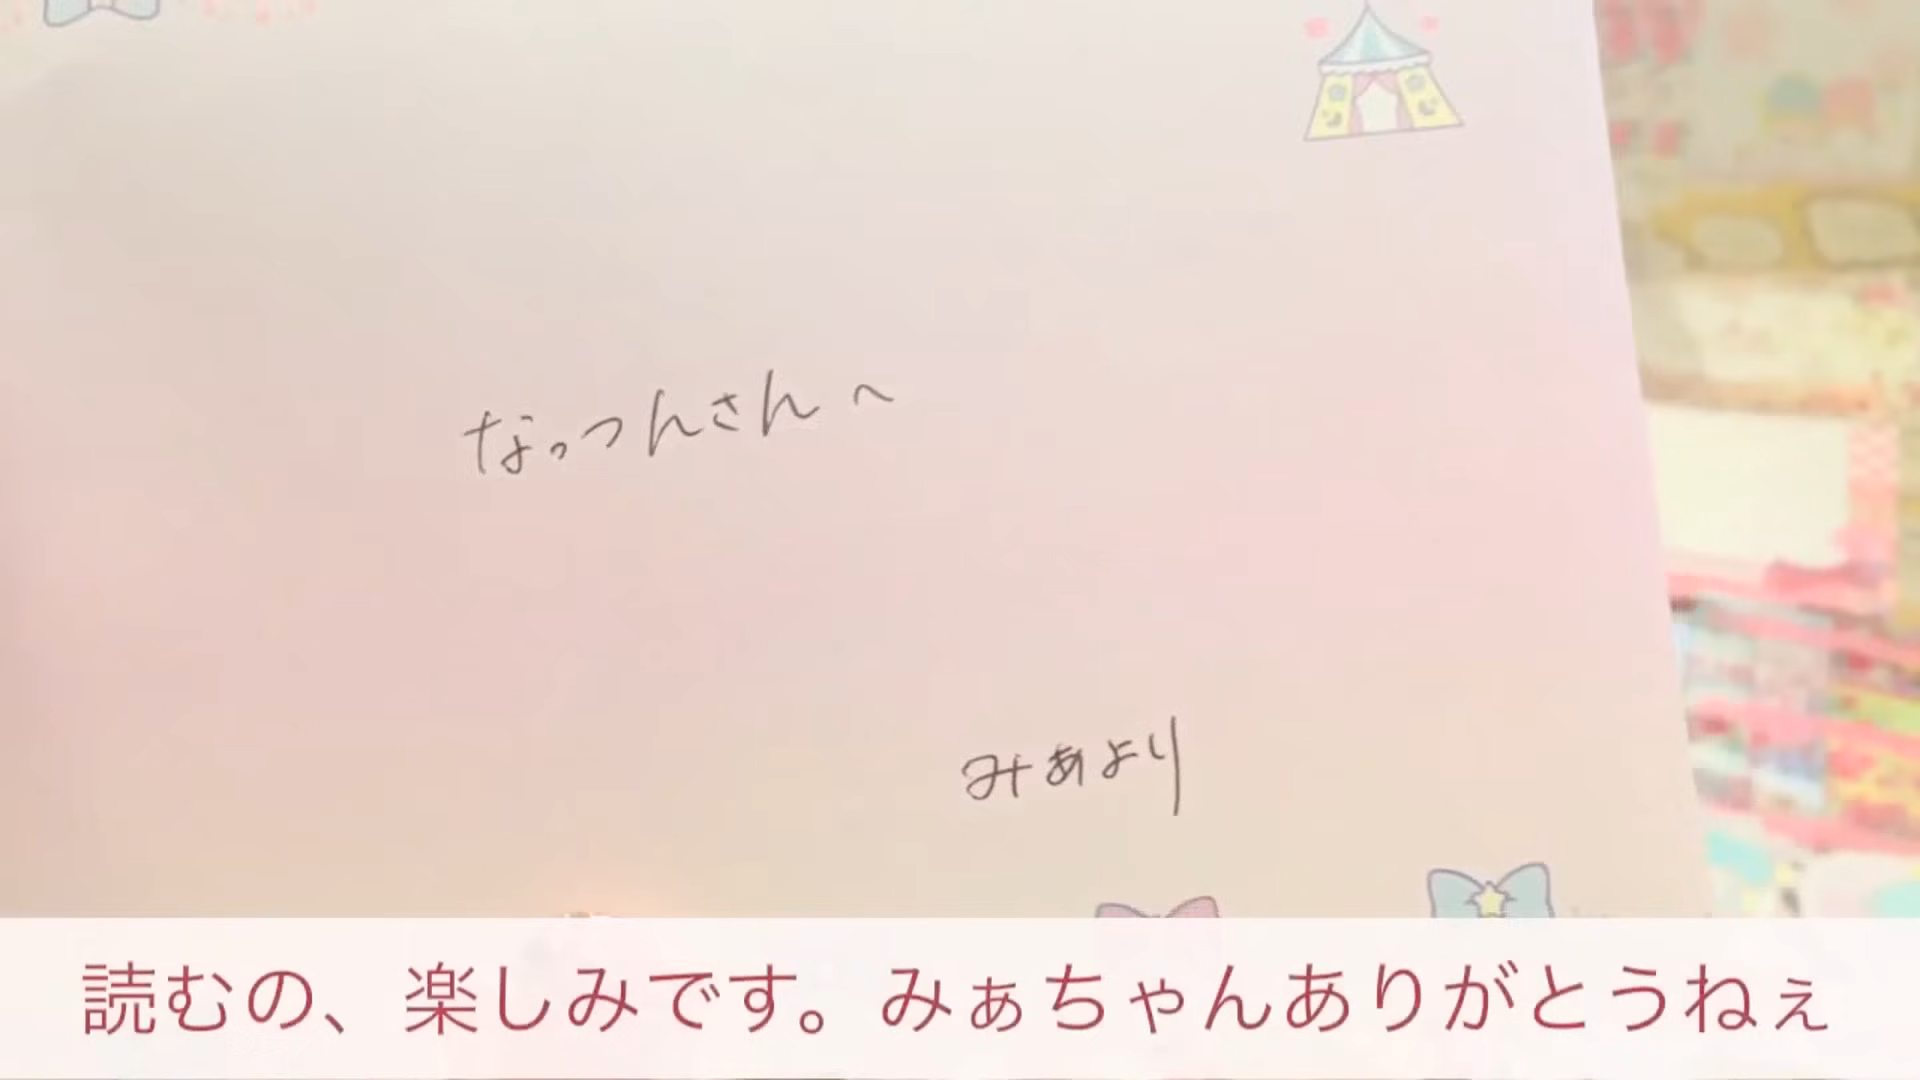 なっつんさんへ
みぁより
読むの、楽しみです。みぁちゃんありがとうねぇ